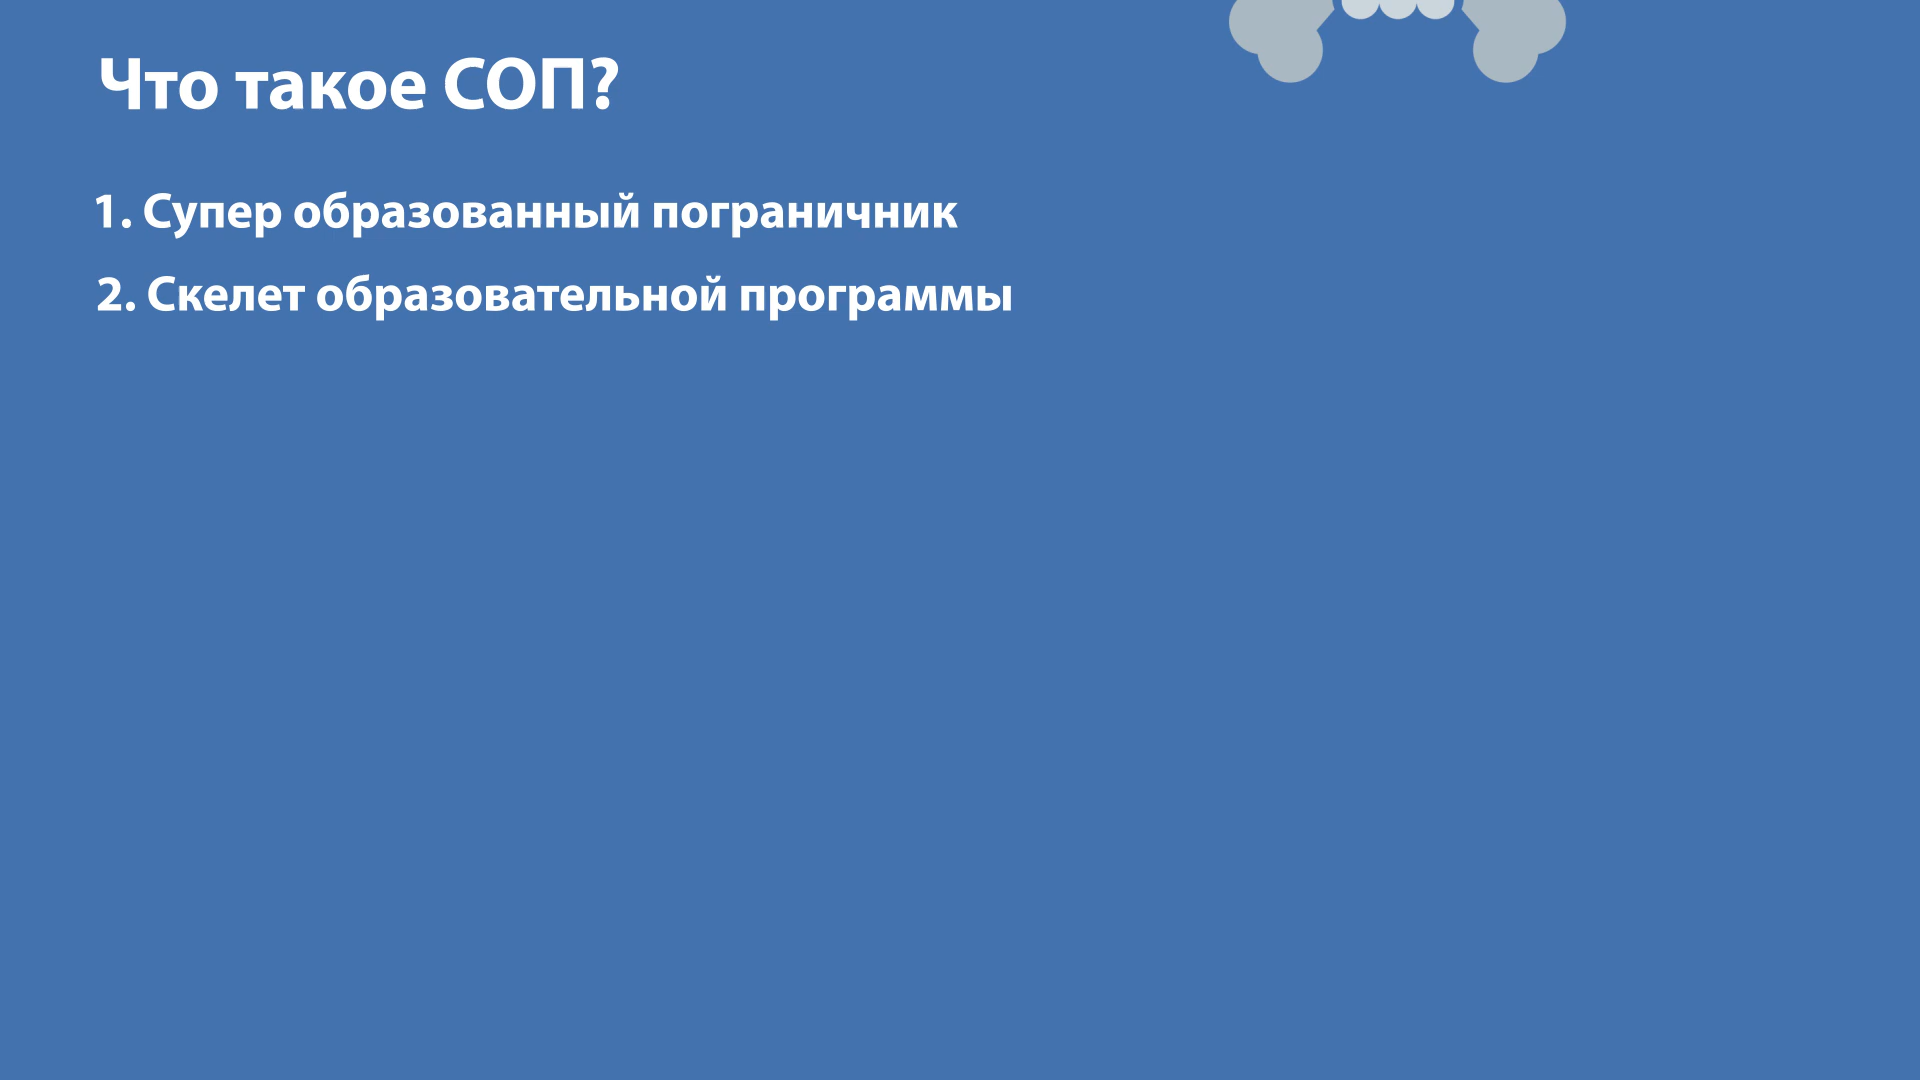 Что такое СОП?
1. Супер образованный пограничник
2. Скелет образовательной программы